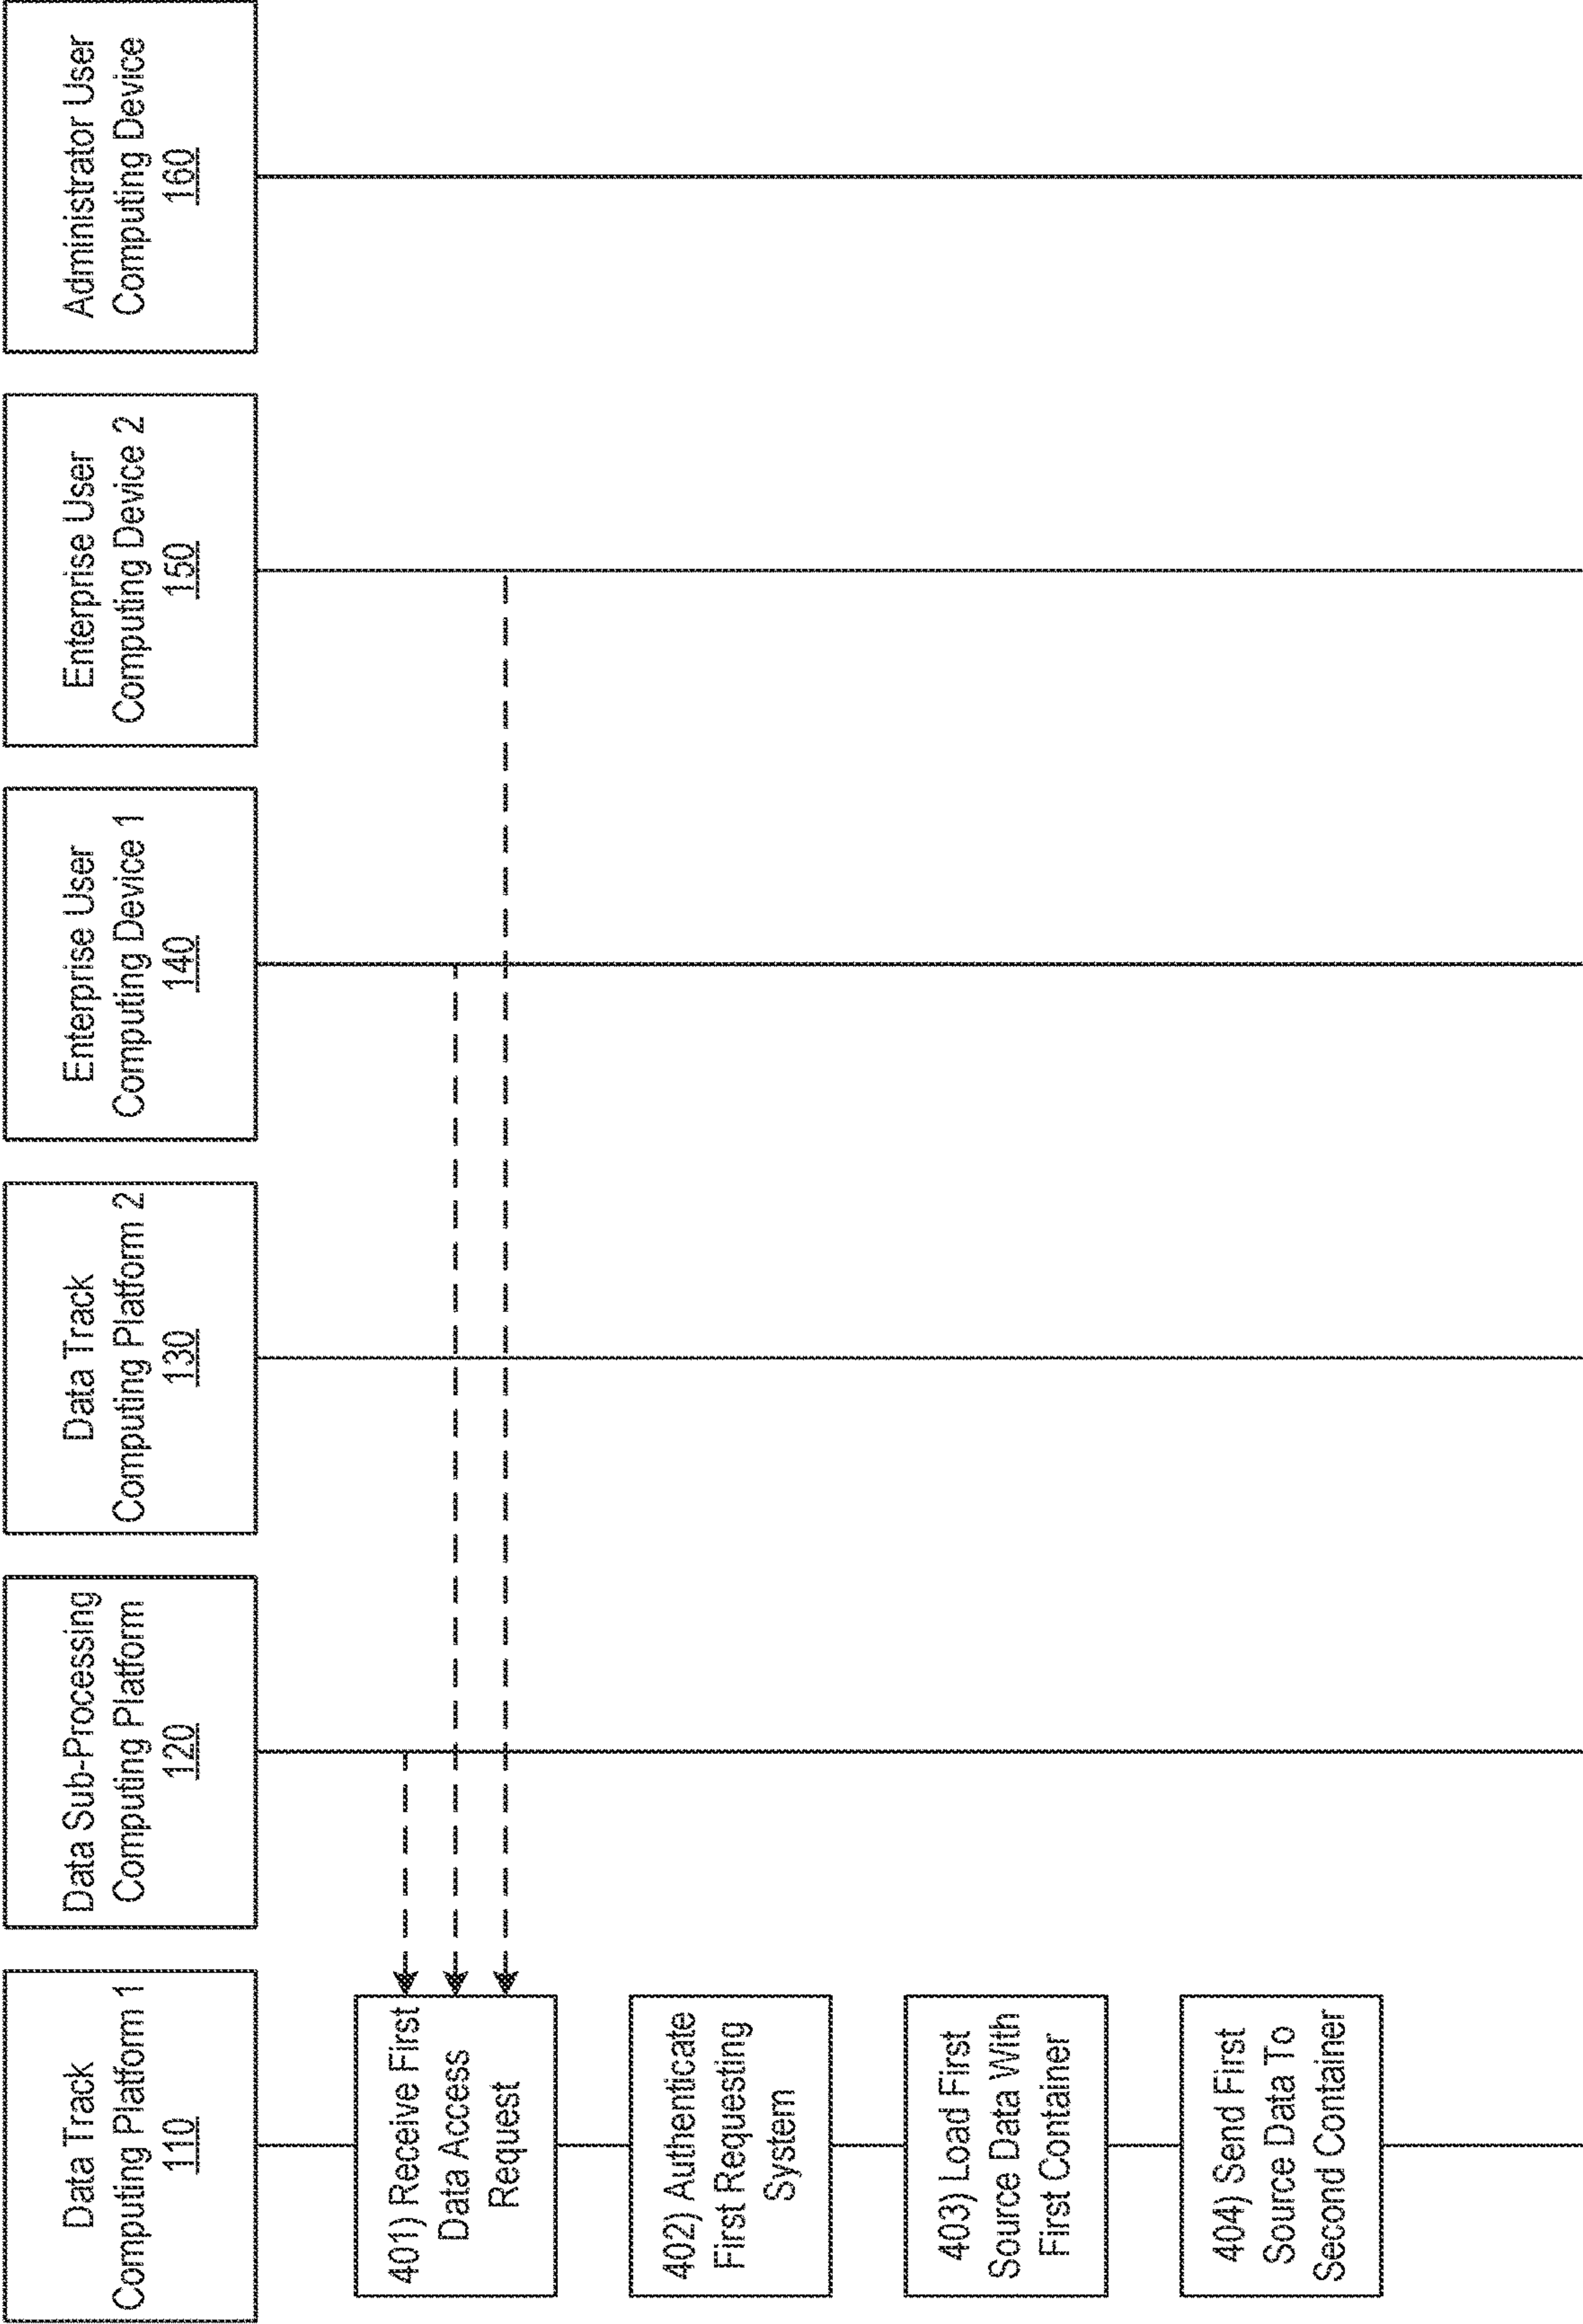 Data Track
Computing Platform 1
110
Data Sub-Processing
Computing Platform
120
Data Track
Computing Platform 2
130
Enterprise User
Computing Device 1
140
Enterprise User
Computing Device 2
150
Administrator User
Computing Device
160
401) Receive First
Data Access
Request
402) Authenticate
First Requesting
System
403) Load First
Source Data With
First Container
404) Send First
Source Data To
Second Container